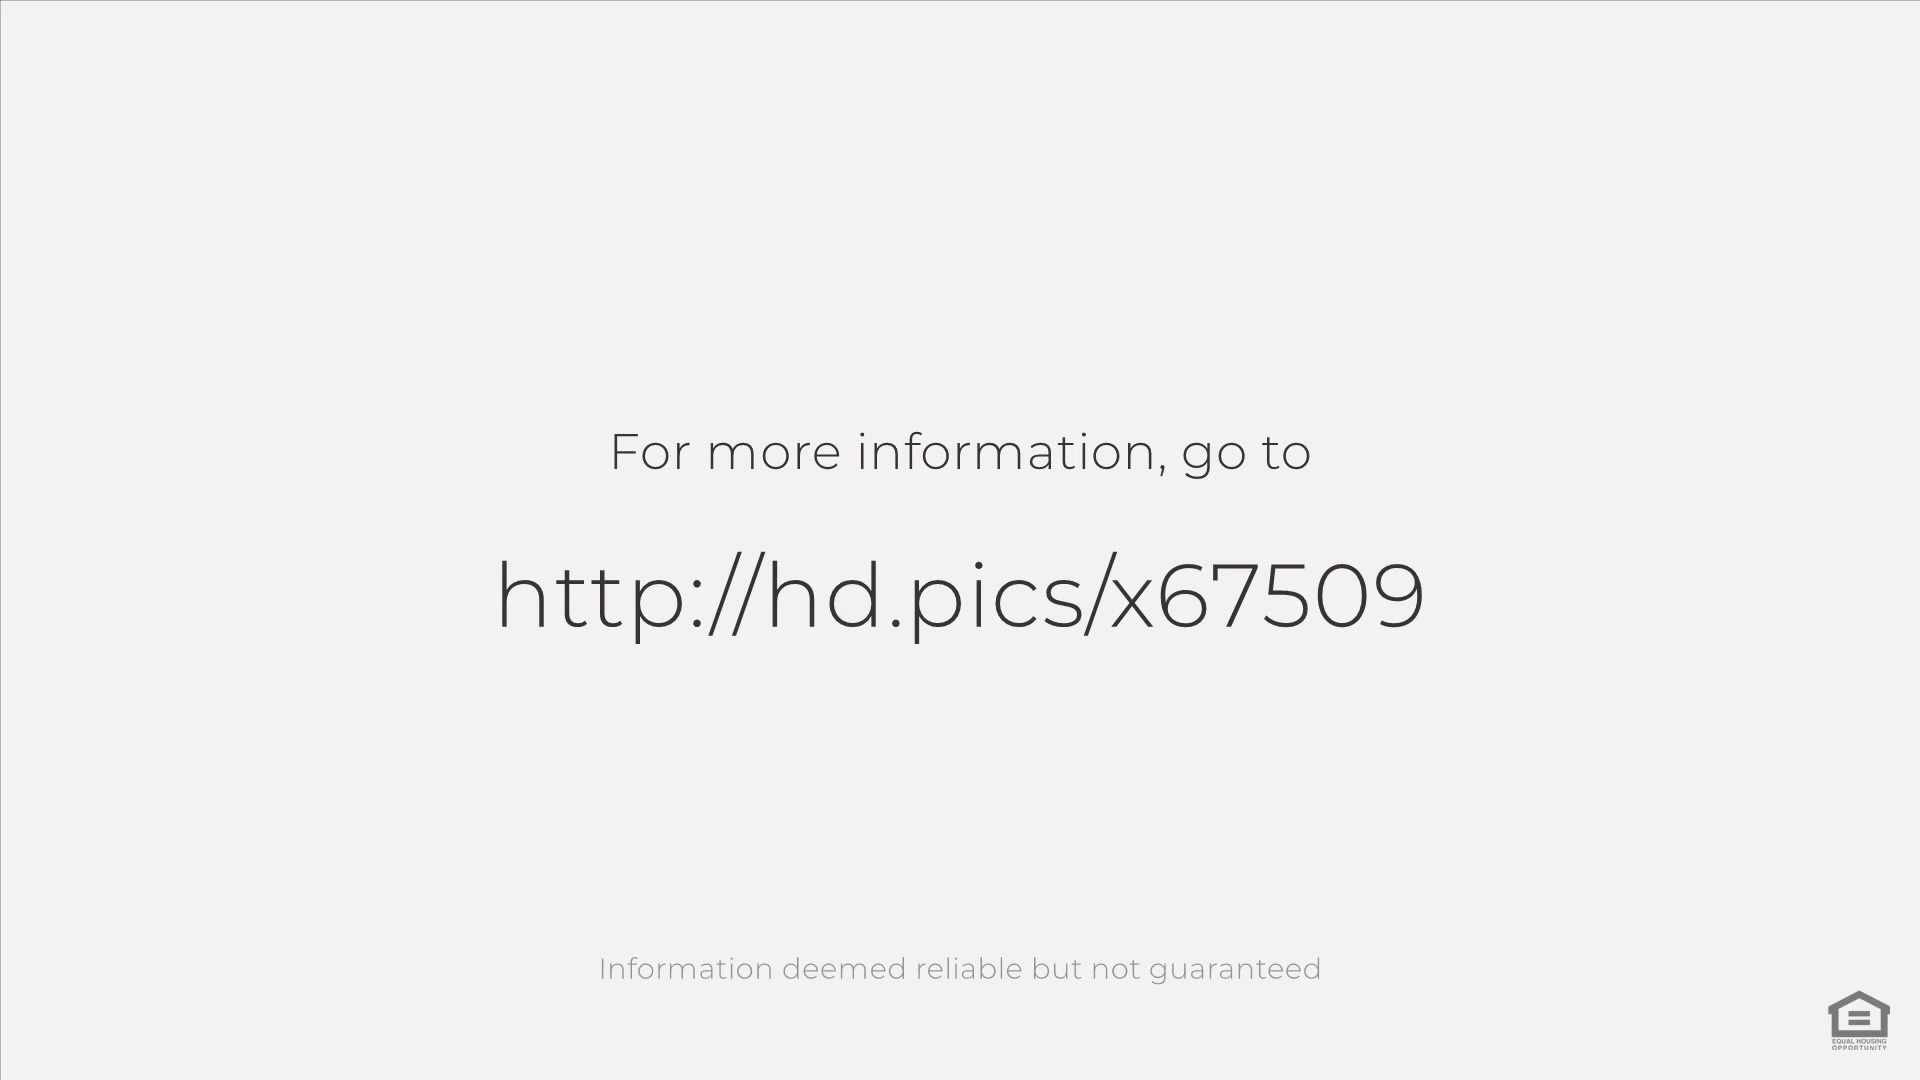 For more information, go to
http://hd.pics/x67509
Information deemed reliable but not guaranteed
EQUAL HOUSING
OPPORTUNITY